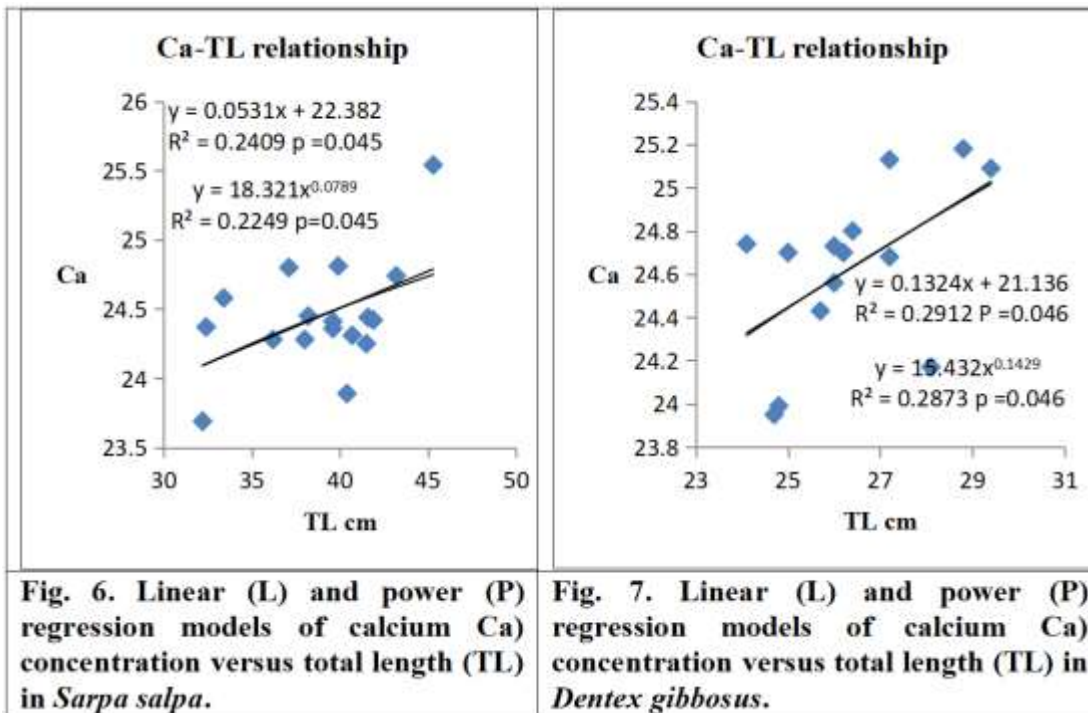 Ca-TL relationship
26
25.5
25
24.5
24
23.5
Ca
y = 0.0531x + 22.382
R² = 0.2409 p =0.045
y = 18.321x^0.0789
R² = 0.2249 p=0.045
30 35 40 45 50
TL cm
Fig. 6. Linear (L) and power (P)
regression models of calcium Ca)
concentration versus total length (TL)
in Sarpa salpa.
Ca-TL relationship
25.4
25.2
25
24.8
24.6
24.4
24.2
24
23.8
Ca
y = 0.1324x + 21.136
R² = 0.2912 P =0.046
y = 15.432x^0.1429
R² = 0.2873 p =0.046
23 25 27 29 31
TL cm
Fig. 7. Linear (L) and power (P)
regression models of calcium Ca)
concentration versus total length (TL) in
Dentex gibbosus.